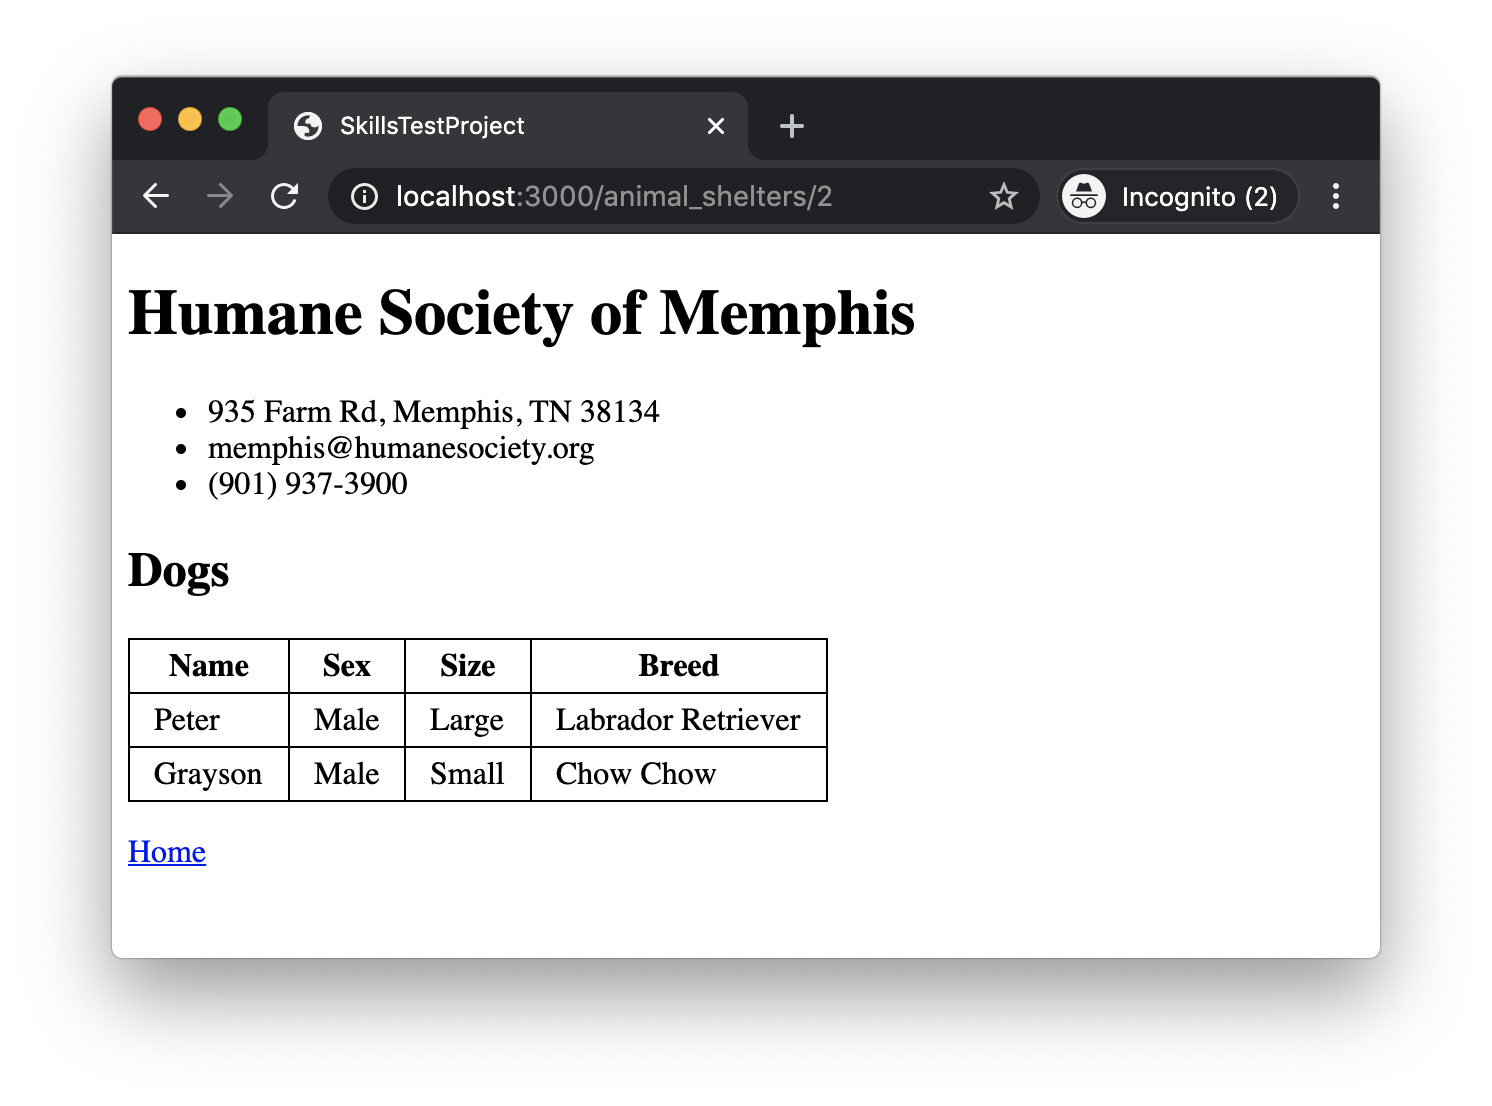 SkillsTestProject
localhost:3000/animal_shelters/2
Incognito (2)
Humane Society of Memphis
• 935 Farm Rd, Memphis, TN 38134
• memphis@humanesociety.org
• (901) 937-3900
Dogs
Name Sex Size Breed
Peter Male Large Labrador Retriever
Grayson Male Small Chow Chow
Home